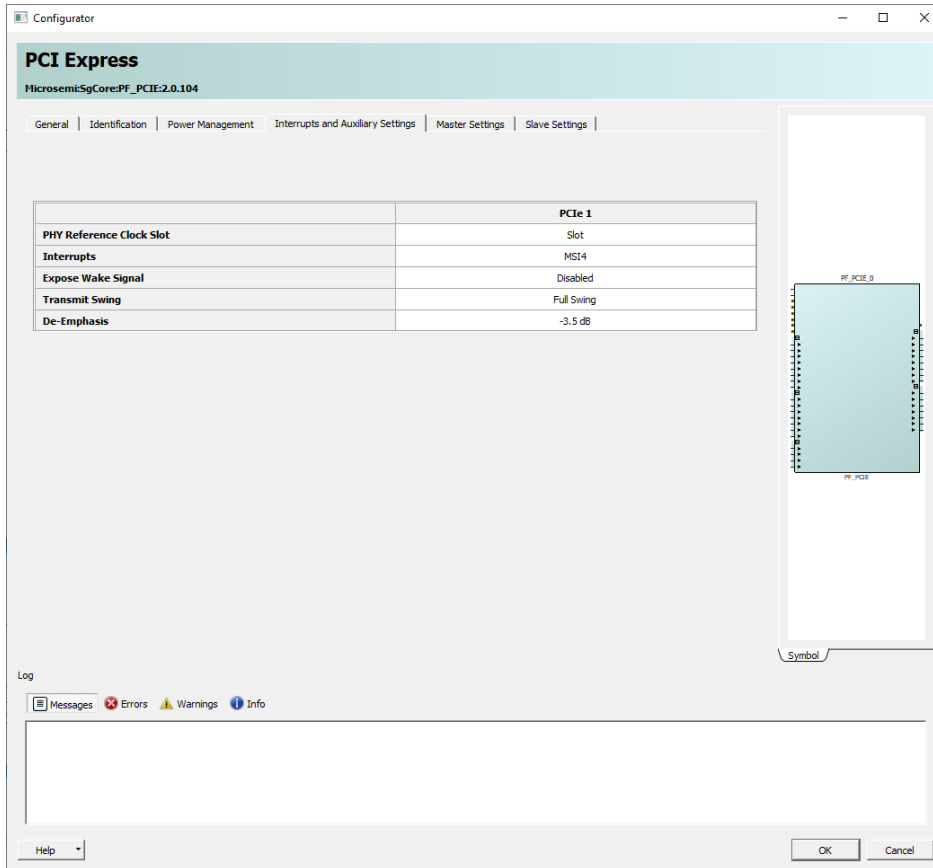 Configurator
PCI Express
Microsemi:SgCore:PF_PCIE:2.0.104
General | Identification | Power Management | Interrupts and Auxiliary Settings | Master Settings | Slave Settings
PCIe 1
PHY Reference Clock Slot Slot
Interrupts MSI4
Expose Wake Signal Disabled
Transmit Swing Full Swing
De-Emphasis -3.5 dB
PF_PCIE_0
PF_PCIE
Symbol
Log
Messages Errors Warnings Info
Help OK Cancel